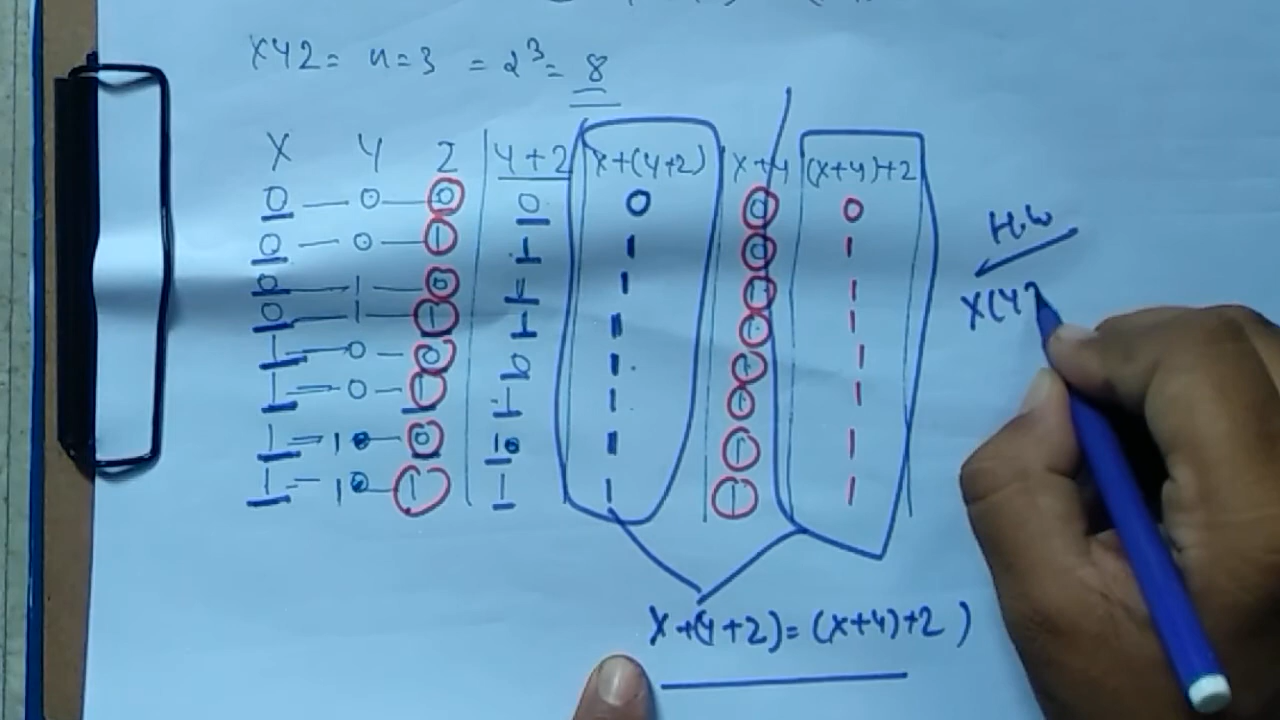 XYZ = n = 3 = 2³ = 8
X Y Z Y+Z X+(Y+Z) X+Y (X+Y)+Z
0 — 0 — 0 0 0 0 0
0 — 0 — 1 1 1 0 1
0 — 1 — 0 1 1 1 1
0 — 1 — 1 1 1 1 1
1 — 0 — 0 0 1 1 1
1 — 0 — 1 1 1 1 1
1 — 1 — 0 1 1 1 1
1 — 1 — 1 1 1 1 1
H.W
X(Y
X+(Y+Z) = (X+Y)+Z)